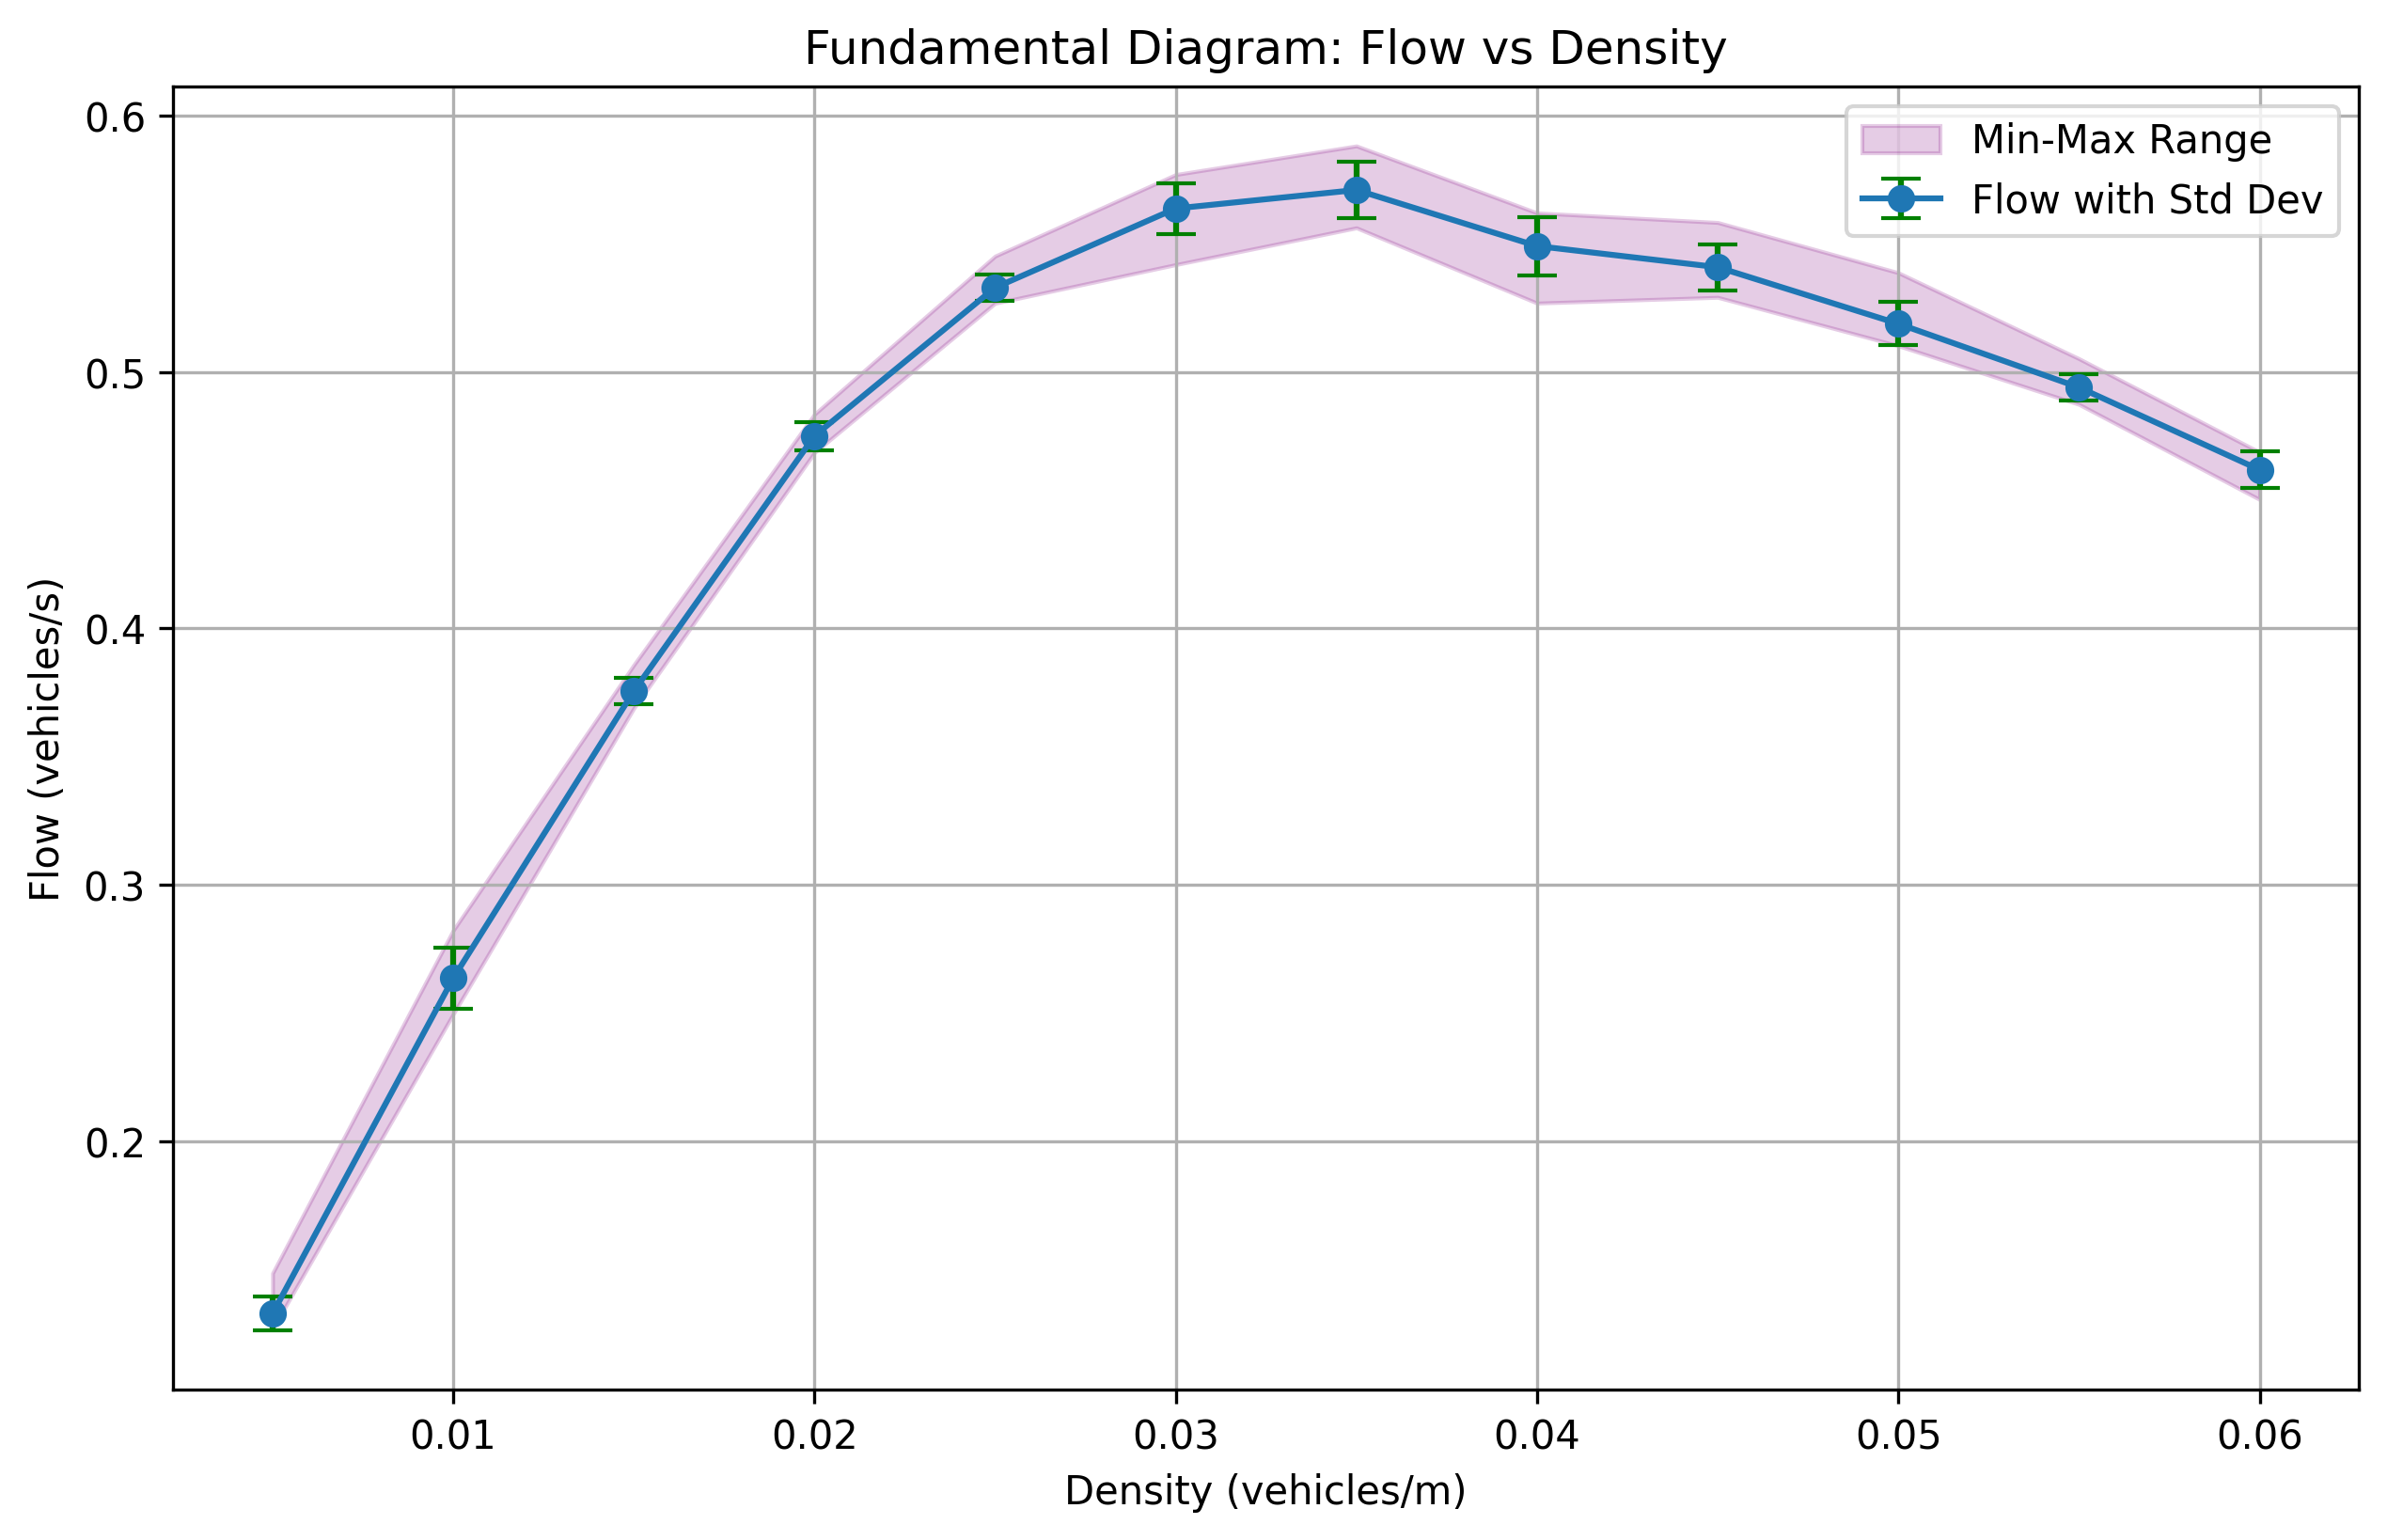 Fundamental Diagram: Flow vs Density
Min-Max Range
Flow with Std Dev
0.6
0.5
0.4
0.3
0.2
Flow (vehicles/s)
0.01 0.02 0.03 0.04 0.05 0.06
Density (vehicles/m)